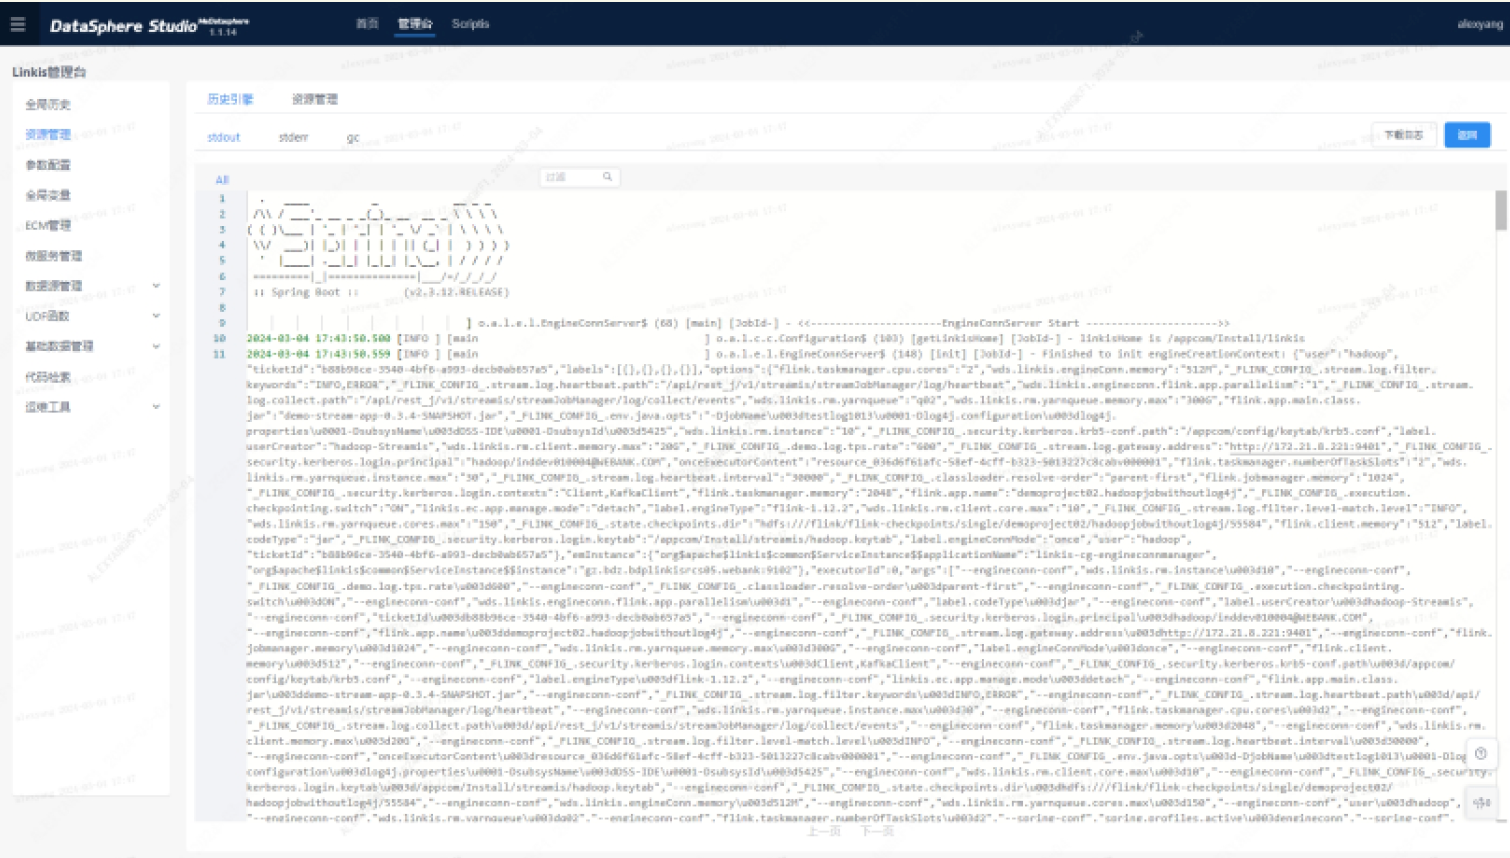 DataSphere Studio
1.1.14
首页 管理台 Scriptis
alexyang
Linkis管理台
全局历史
资源管理
参数配置
全局变量
ECM管理
微服务管理
数据源管理
UDF函数
基础数据管理
代码检索
运维工具
历史引擎 资源管理
stdout stderr gc
下载日志 返回
All 过滤
1
2
3
4
5
6
7 :: Spring Boot :: (v2.3.12.RELEASE)
8
9 ] o.a.l.e.l.EngineConnServer$ (68) [main] [JobId-] - <<---------------------EngineConnServer Start --------------------->>
10 2024-03-04 17:43:50.500 [INFO ] [main ] o.a.l.c.c.Configuration$ (103) [getLinkisHome] [JobId-] - linkisHome is /appcom/Install/linkis
11 2024-03-04 17:43:50.559 [INFO ] [main ] o.a.l.e.l.EngineConnServer$ (148) [init] [JobId-] - Finished to init engineCreationContext: {"user":"hadoop",
"labels":[{},{},{},{}],"options":{"flink.taskmanager.cpu.cores":"2","wds.linkis.engineConn.memory":"512M","_FLINK_CONFIG_.stream.log.filter.
keywords":"INFO,ERROR","_FLINK_CONFIG_.stream.log.heartbeat.path":"/api/rest_j/v1/streamis/streamJobManager/log/heartbeat","wds.linkis.engineconn.flink.app.parallelism":"1","_FLINK_CONFIG_.stream.
log.collect.path":"/api/rest_j/v1/streamis/streamJobManager/log/collect/events","wds.linkis.rm.yarnqueue":"q02","wds.linkis.rm.yarnqueue.memory.max":"300G","flink.app.main.class.
jar":"demo-stream-app-0.3.4-SNAPSHOT.jar","_FLINK_CONFIG_.env.java.opts":"-DjobName\u003dtestlog1013\u0001-Dlog4j.configuration\u003dlog4j.
properties\u0001-DsubsysName\u003dDSS-IDE\u0001-DsubsysId\u003d5425","wds.linkis.rm.instance":"10","_FLINK_CONFIG_.security.kerberos.krb5-conf.path":"/appcom/config/keytab/krb5.conf","label.
userCreator":"hadoop-Streamis","wds.linkis.rm.client.memory.max":"20G","_FLINK_CONFIG_.demo.log.tps.rate":"600","_FLINK_CONFIG_.stream.log.gateway.address":"http://172.21.8.221:9401","_FLINK_CONFIG_.
security.kerberos.login.principal":"hadoop/inddev010004@WEBANK.COM","onceExecutorContent":"flink.taskmanager.numberOfTaskSlots":"2","wds.
linkis.rm.yarnqueue.instance.max":"30","_FLINK_CONFIG_.stream.log.heartbeat.interval":"30000","_FLINK_CONFIG_.classloader.resolve-order":"parent-first","flink.jobmanager.memory":"1024",
"_FLINK_CONFIG_.security.kerberos.login.contexts":"Client,KafkaClient","flink.taskmanager.memory":"2048","flink.app.name":"demoproject02.hadoopjobwithoutlog4j","_FLINK_CONFIG_.execution.
checkpointing.switch":"ON","linkis.ec.app.manage.mode":"detach","label.engineType":"flink-1.12.2","wds.linkis.rm.client.core.max":"10","_FLINK_CONFIG_.stream.log.filter.level-match.level":"INFO",
"wds.linkis.rm.yarnqueue.cores.max":"150","_FLINK_CONFIG_.state.checkpoints.dir":"hdfs:///flink/flink-checkpoints/single/demoproject02/hadoopjobwithoutlog4j/55584","flink.client.memory":"512","label.
codeType":"jar","_FLINK_CONFIG_.security.kerberos.login.keytab":"/appcom/Install/streamis/hadoop.keytab","label.engineConnMode":"once","user":"hadoop",
"emInstance":{"org$apache$linkis$common$ServiceInstance$$applicationName":"linkis-cg-engineconnmanager",
"org$apache$linkis$common$ServiceInstance$$instance":"gz.bdz.bdplinkisrcs05.webank:9102"},"executorId":0,"args":["--engineconn-conf","wds.linkis.rm.instance\u003d10","--engineconn-conf",
"_FLINK_CONFIG_.demo.log.tps.rate\u003d600","--engineconn-conf","_FLINK_CONFIG_.classloader.resolve-order\u003dparent-first","--engineconn-conf","_FLINK_CONFIG_.execution.checkpointing.
switch\u003dON","--engineconn-conf","wds.linkis.engineconn.flink.app.parallelism\u003d1","--engineconn-conf","label.codeType\u003djar","--engineconn-conf","label.userCreator\u003dhadoop-Streamis",
"--engineconn-conf","--engineconn-conf","_FLINK_CONFIG_.security.kerberos.login.principal\u003dhadoop/inddev010004@WEBANK.COM",
"--engineconn-conf","flink.app.name\u003ddemoproject02.hadoopjobwithoutlog4j","--engineconn-conf","_FLINK_CONFIG_.stream.log.gateway.address\u003dhttp://172.21.8.221:9401","--engineconn-conf","flink.
jobmanager.memory\u003d1024","--engineconn-conf","wds.linkis.rm.yarnqueue.memory.max\u003d300G","--engineconn-conf","label.engineConnMode\u003donce","--engineconn-conf","flink.client.
memory\u003d512","--engineconn-conf","_FLINK_CONFIG_.security.kerberos.login.contexts\u003dClient,KafkaClient","--engineconn-conf","_FLINK_CONFIG_.security.kerberos.krb5-conf.path\u003d/appcom/
config/keytab/krb5.conf","--engineconn-conf","label.engineType\u003dflink-1.12.2","--engineconn-conf","linkis.ec.app.manage.mode\u003ddetach","--engineconn-conf","flink.app.main.class.
jar\u003ddemo-stream-app-0.3.4-SNAPSHOT.jar","--engineconn-conf","_FLINK_CONFIG_.stream.log.filter.keywords\u003dINFO,ERROR","--engineconn-conf","_FLINK_CONFIG_.stream.log.heartbeat.path\u003d/api/
rest_j/v1/streamis/streamJobManager/log/heartbeat","--engineconn-conf","wds.linkis.rm.yarnqueue.instance.max\u003d30","--engineconn-conf","flink.taskmanager.cpu.cores\u003d2","--engineconn-conf",
"_FLINK_CONFIG_.stream.log.collect.path\u003d/api/rest_j/v1/streamis/streamJobManager/log/collect/events","--engineconn-conf","flink.taskmanager.memory\u003d2048","--engineconn-conf","wds.linkis.rm.
client.memory.max\u003d20G","--engineconn-conf","_FLINK_CONFIG_.stream.log.filter.level-match.level\u003dINFO","--engineconn-conf","_FLINK_CONFIG_.stream.log.heartbeat.interval\u003d30000",
"--engineconn-conf","--engineconn-conf","_FLINK_CONFIG_.env.java.opts\u003d-DjobName\u003dtestlog1013\u0001-Dlog
configuration\u003dlog4j.properties\u0001-DsubsysName\u003dDSS-IDE\u0001-DsubsysId\u003d5425","--engineconn-conf","wds.linkis.rm.client.core.max\u003d10","--engineconn-conf","_FLINK_CONFIG_.security.
kerberos.login.keytab\u003d/appcom/Install/streamis/hadoop.keytab","--engineconn-conf","_FLINK_CONFIG_.state.checkpoints.dir\u003dhdfs:///flink/flink-checkpoints/single/demoproject02/
hadoopjobwithoutlog4j/55584","--engineconn-conf","wds.linkis.engineConn.memory\u003d512M","--engineconn-conf","wds.linkis.rm.yarnqueue.cores.max\u003d150","--engineconn-conf","user\u003dhadoop",
"--engineconn-conf","wds.linkis.rm.yarnqueue\u003dq02","--engineconn-conf","flink.taskmanager.numberOfTaskSlots\u003d2","--spring-conf","spring.profiles.active\u003dengineconn","--spring-conf",
上一页 下一页